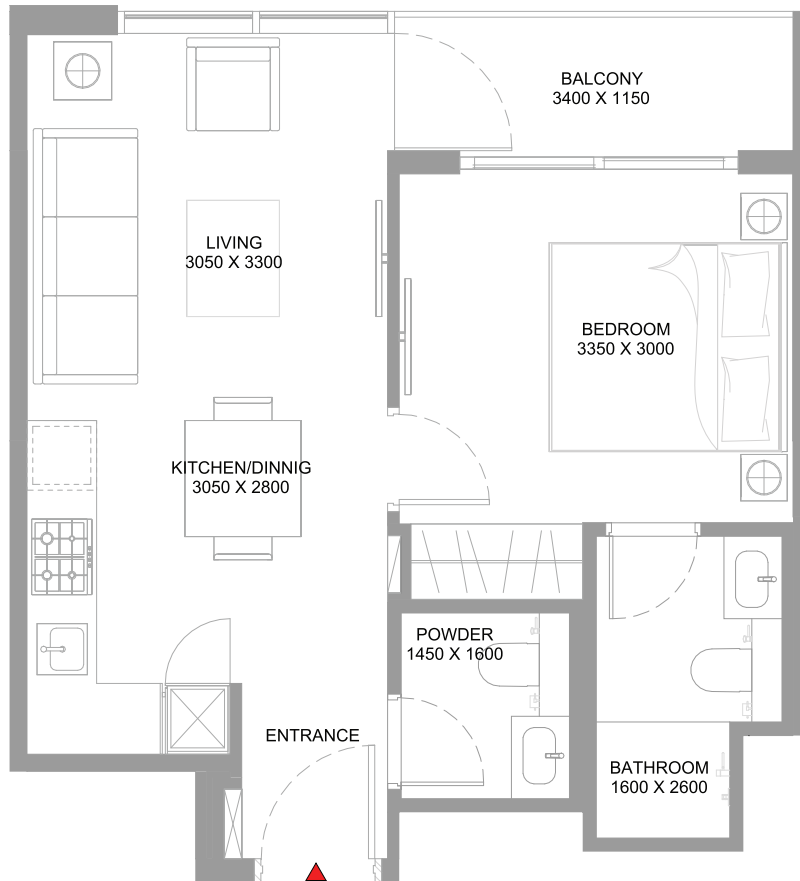 BALCONY
3400 X 1150
LIVING
3050 X 3300
BEDROOM
3350 X 3000
KITCHEN/DINNIG
3050 X 2800
POWDER
1450 X 1600
ENTRANCE
BATHROOM
1600 X 2600